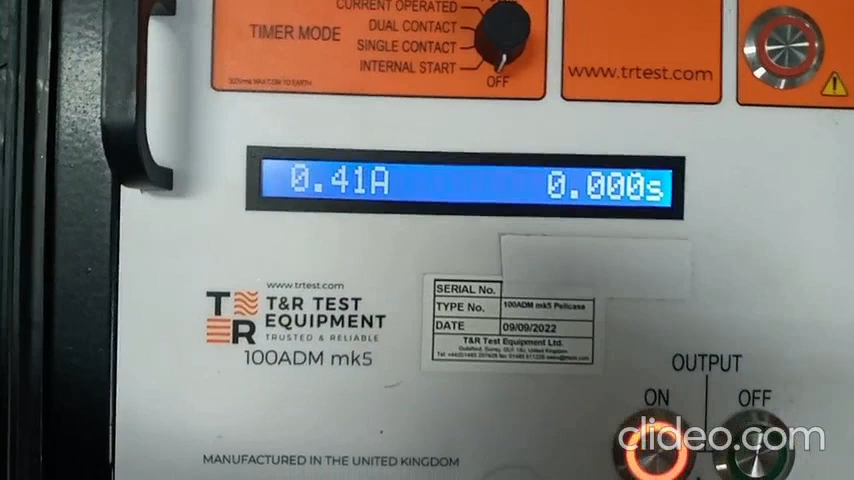 CURRENT OPERATED
DUAL CONTACT
TIMER MODE
SINGLE CONTACT
INTERNAL START
OFF
www.trtest.com
0.41A 0.000s
www.trtest.com
T&R TEST
EQUIPMENT
TRUSTED & RELIABLE
100ADM mk5
SERIAL No.
TYPE No. 100ADM mk5 Pelicase
DATE 09/09/2022
T&R Test Equipment Ltd.
OUTPUT
ON OFF
clideo.com
MANUFACTURED IN THE UNITED KINGDOM